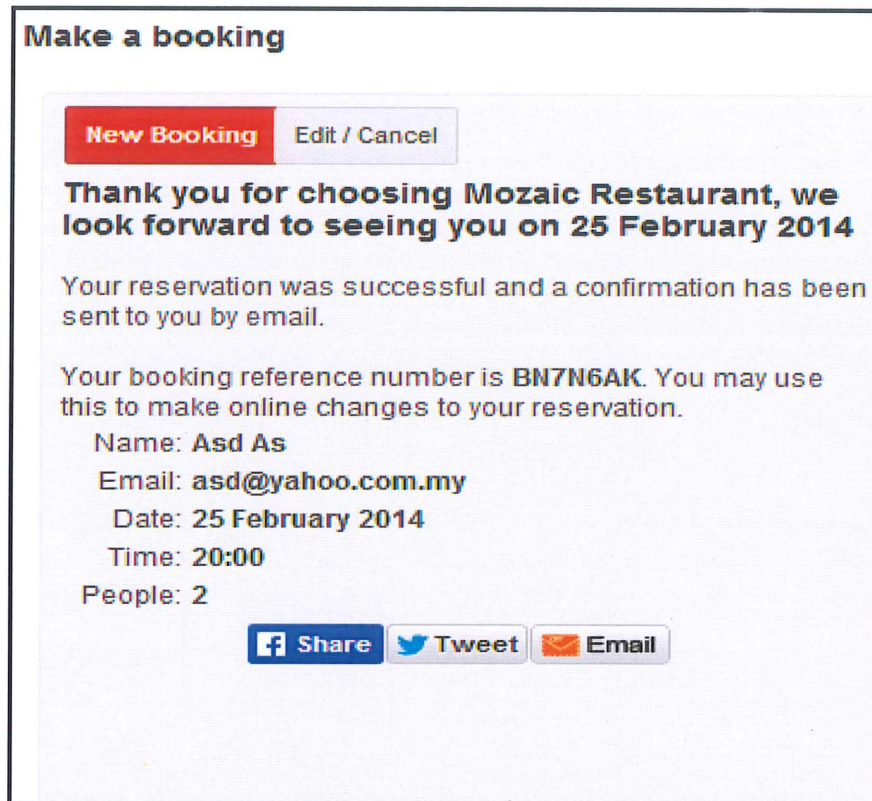 Make a booking
New Booking Edit / Cancel
Thank you for choosing Mozaic Restaurant, we
look forward to seeing you on 25 February 2014
Your reservation was successful and a confirmation has been
sent to you by email.
Your booking reference number is BN7N6AK. You may use
this to make online changes to your reservation.
Name: Asd As
Email: asd@yahoo.com.my
Date: 25 February 2014
Time: 20:00
People: 2
Share Tweet Email